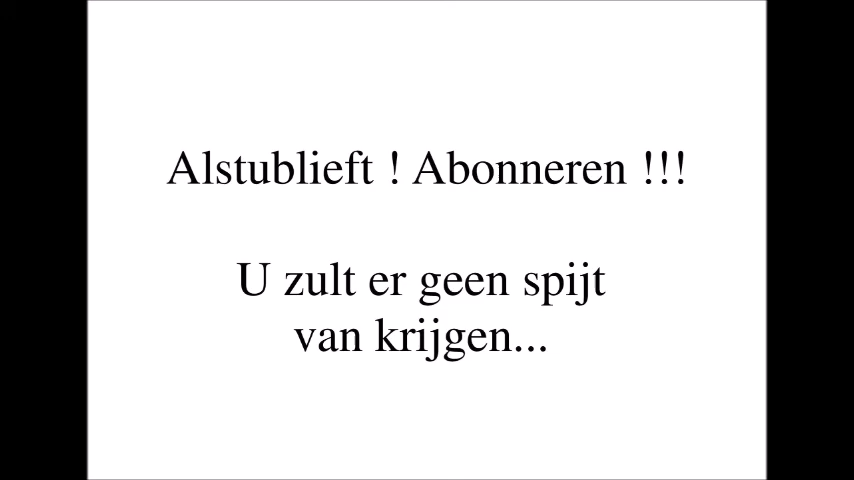 Alstublieft ! Abonneren !!!
U zult er geen spijt
van krijgen...